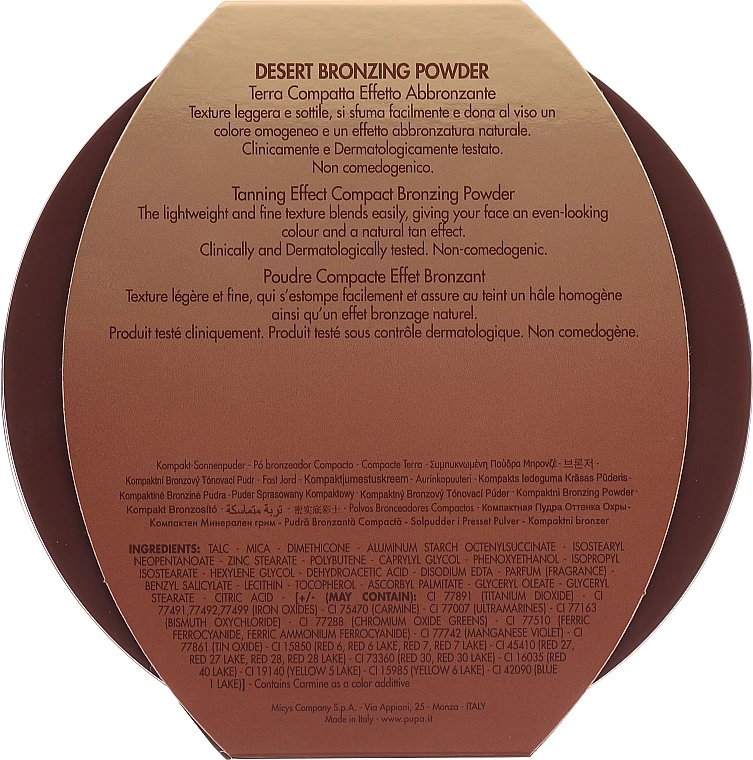 DESERT BRONZING POWDER
Terra Compatta Effetto Abbronzante
Texture leggera e sottile, si sfuma facilmente e dona al viso un
colore omogeneo e un effetto abbronzatura naturale.
Clinicamente e Dermatologicamente testato.
Non comedogenico.
Tanning Effect Compact Bronzing Powder
The lightweight and fine texture blends easily, giving your face an even-looking
colour and a natural tan effect.
Clinically and Dermatologically tested. Non-comedogenic.
Poudre Compacte Effet Bronzant
Texture légère et fine, qui s'estompe facilement et assure au teint un hâle homogène
ainsi qu'un effet bronzage naturel.
Produit testé cliniquement. Produit testé sous contrôle dermatologique. Non comedogène.
Kompakt-Sonnenpuder - Pó bronzeador Compacto - Compacte Terra - Συμπυκνωμένη Πούδρα Μπρονζέ - 브론저 -
Kompaktní Bronzový Tónovací Pudr - Fast Jord - Kompaktjumestuskreem - Aurinkopuuteri - Kompakts Iedeguma Krāsas Pūderis-
Kompaktinė Bronzinė Pudra - Puder Sprasowany Kompaktowy - Kompaktný Bronzový Tónovací Púder - Kompaktni Bronzing Powder -
Kompakt Bronzosító - تربة متماسكة - 密实底彩士 - Polvos Bronceadores Compactos - Компактная Пудра Оттенка Охры-
Компактен Минерален грим - Pudră Bronzantă Compactă - Solpudder i Presset Pulver - Kompaktni bronzer
INGREDIENTS: TALC - MICA - DIMETHICONE - ALUMINUM STARCH OCTENYLSUCCINATE - ISOSTEARYL
NEOPENTANOATE - ZINC STEARATE - POLYBUTENE - CAPRYLYL GLYCOL - PHENOXYETHANOL - ISOPROPYL
ISOSTEARATE - HEXYLENE GLYCOL - DEHYDROACETIC ACID - DISODIUM EDTA - PARFUM (FRAGRANCE) -
BENZYL SALICYLATE - LECITHIN - TOCOPHEROL - ASCORBYL PALMITATE - GLYCERYL OLEATE - GLYCERYL
STEARATE - CITRIC ACID - [+/- (MAY CONTAIN): CI 77891 (TITANIUM DIOXIDE) - CI
77491,77492,77499 (IRON OXIDES) - CI 75470 (CARMINE) - CI 77007 (ULTRAMARINES) - CI 77163
(BISMUTH OXYCHLORIDE) - CI 77288 (CHROMIUM OXIDE GREENS) - CI 77510 (FERRIC
FERROCYANIDE, FERRIC AMMONIUM FERROCYANIDE) - CI 77742 (MANGANESE VIOLET) - CI
77861 (TIN OXIDE) - CI 15850 (RED 6, RED 6 LAKE, RED 7, RED 7 LAKE) - CI 45410 (RED 27,
RED 27 LAKE, RED 28, RED 28 LAKE) - CI 73360 (RED 30, RED 30 LAKE) - CI 16035 (RED
40 LAKE) - CI 19140 (YELLOW 5 LAKE) - CI 15985 (YELLOW 6 LAKE) - CI 42090 (BLUE
1 LAKE)] - Contains Carmine as a color addittive
Micys Company S.p.A. - Via Appiani, 25 - Monza - ITALY
Made in Italy - www.pupa.it